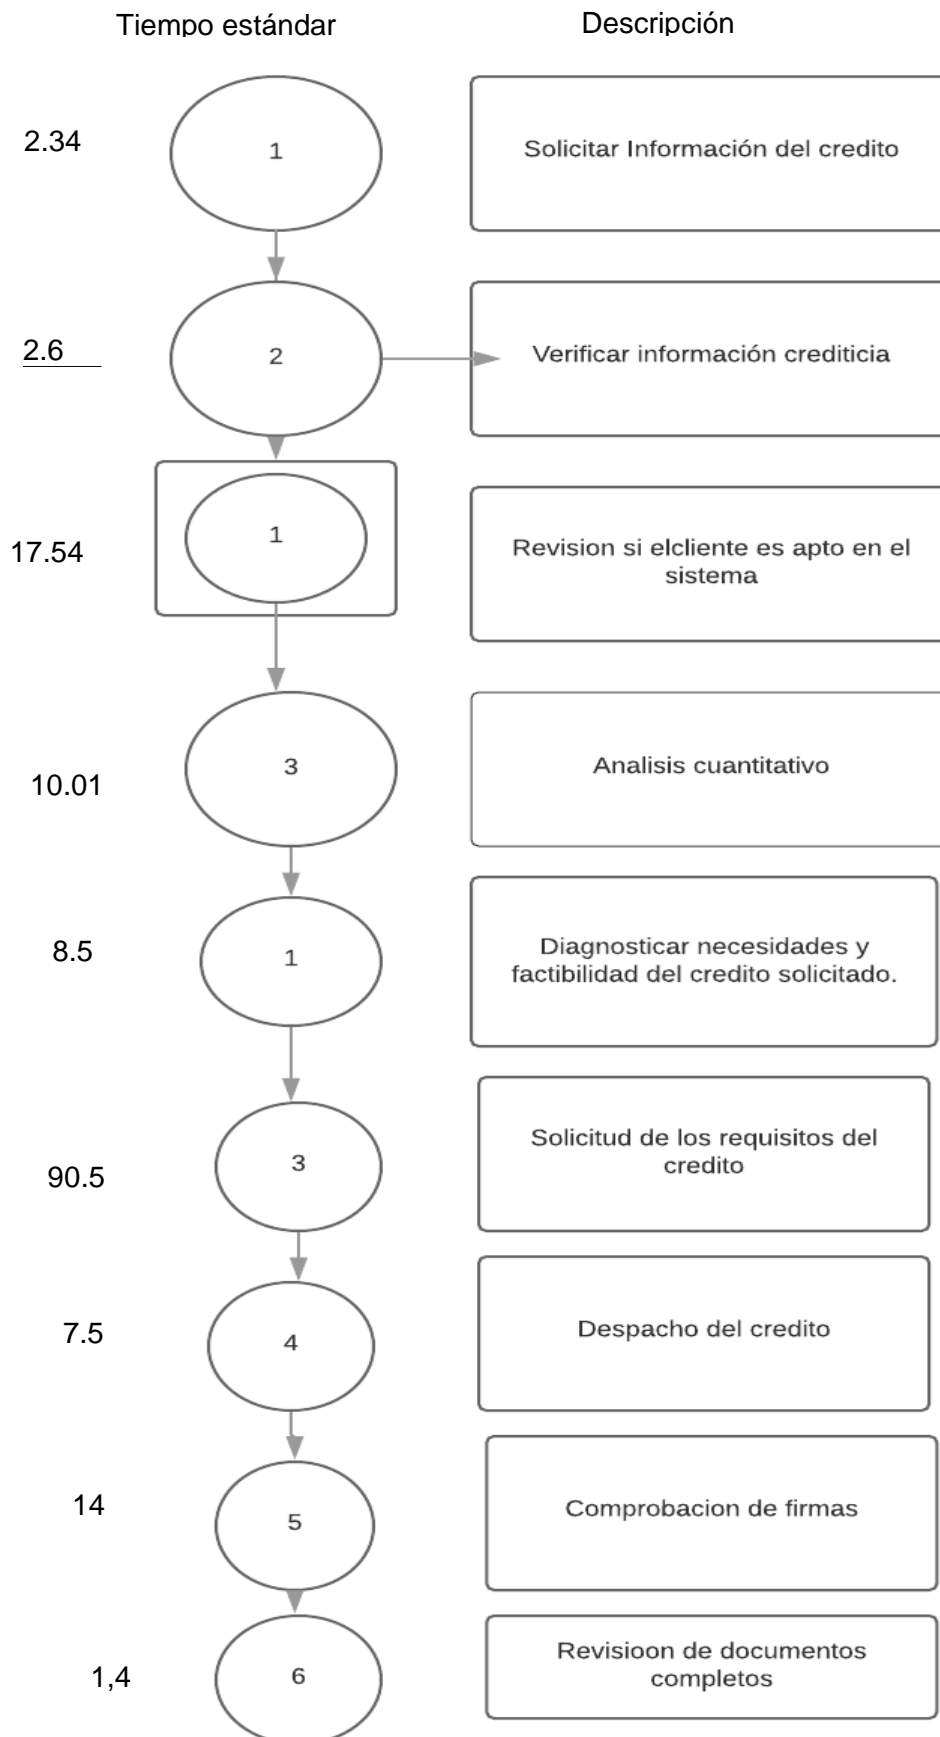 Tiempo estándar
Descripción
2.34
1
Solicitar Información del credito
2.6
2
Verificar información crediticia
17.54
1
Revision si elcliente es apto en el
sistema
10.01
3
Analisis cuantitativo
8.5
1
Diagnosticar necesidades y
factibilidad del credito solicitado.
90.5
3
Solicitud de los requisitos del
credito
7.5
4
Despacho del credito
14
5
Comprobacion de firmas
1,4
6
Revisioon de documentos
completos